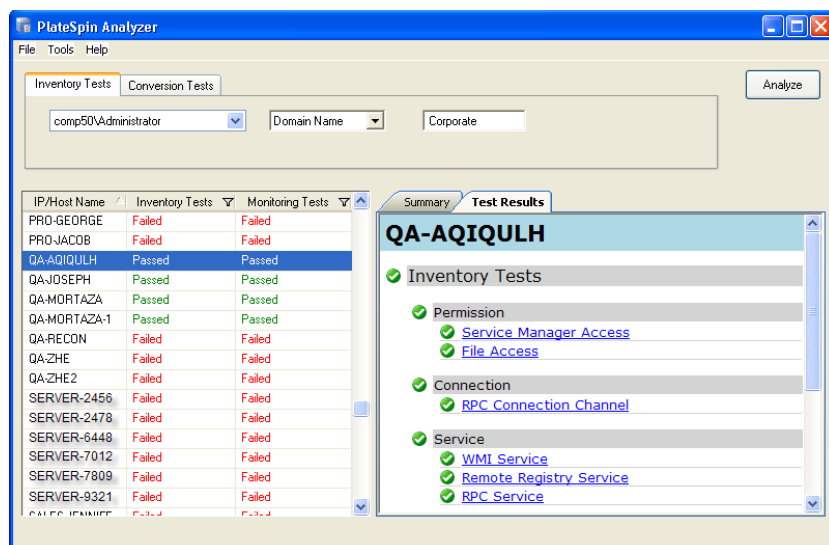 PlateSpin Analyzer
File Tools Help
Inventory Tests Conversion Tests
Analyze
comp50\Administrator Domain Name Corporate
IP/Host Name Inventory Tests Monitoring Tests
Summary Test Results
PRO-GEORGE Failed Failed
PRO-JACOB Failed Failed
QA-AQIQULH Passed Passed
QA-JOSEPH Passed Passed
QA-MORTAZA Passed Passed
QA-MORTAZA-1 Passed Passed
QA-RECON Failed Failed
QA-ZHE Failed Failed
QA-ZHE2 Failed Failed
SERVER-2456 Failed Failed
SERVER-2478 Failed Failed
SERVER-6448 Failed Failed
SERVER-7012 Failed Failed
SERVER-7809 Failed Failed
SERVER-9321 Failed Failed
QA-AQIQULH
Inventory Tests
Permission
Service Manager Access
File Access
Connection
RPC Connection Channel
Service
WMI Service
Remote Registry Service
RPC Service